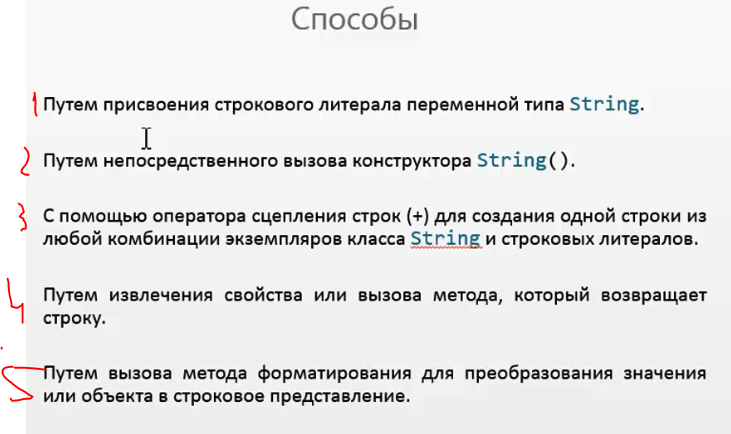 Способы
1 Путем присвоения строкового литерала переменной типа String.
2 Путем непосредственного вызова конструктора String().
3 С помощью оператора сцепления строк (+) для создания одной строки из
любой комбинации экземпляров класса String и строковых литералов.
4 Путем извлечения свойства или вызова метода, который возвращает
строку.
5 Путем вызова метода форматирования для преобразования значения
или объекта в строковое представление.